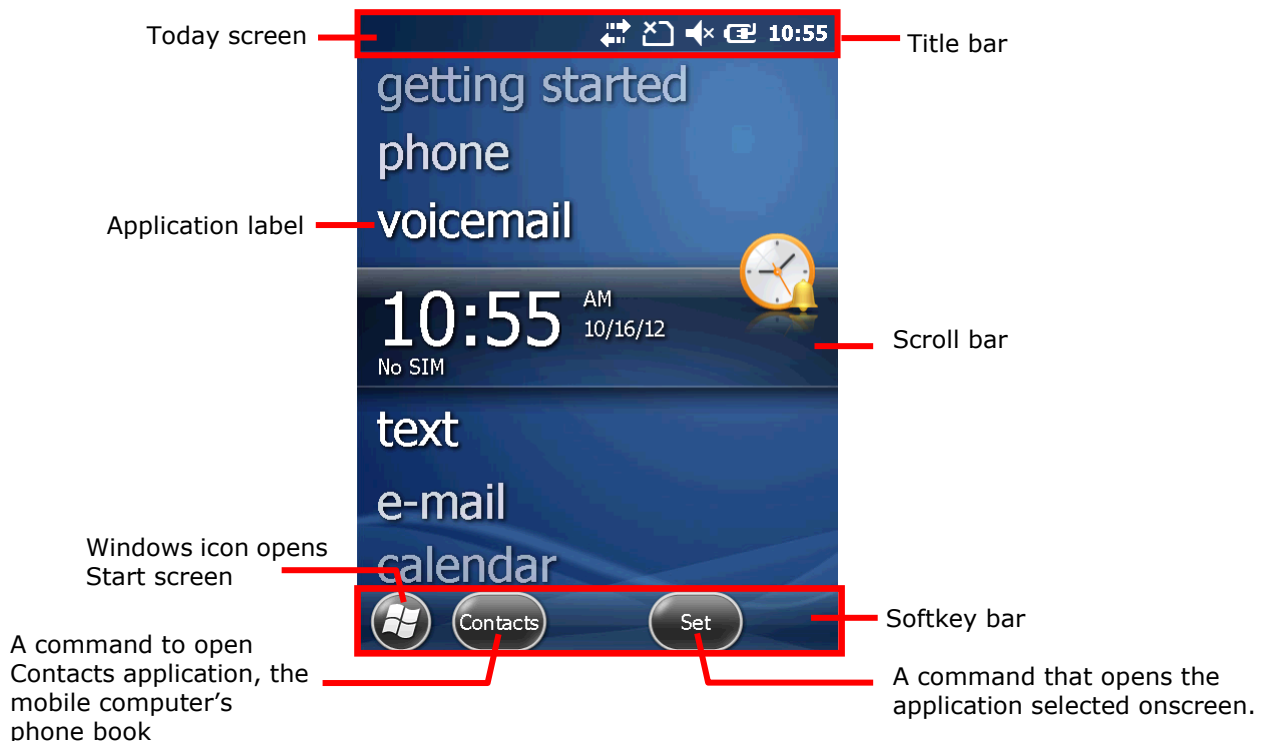 Today screen
10:55
Title bar
getting started
phone
Application label
voicemail
10:55
AM
10/16/12
No SIM
Scroll bar
text
e-mail
calendar
Windows icon opens
Start screen
Contacts
Set
Softkey bar
A command to open
Contacts application, the
mobile computer’s
phone book
A command that opens the
application selected onscreen.